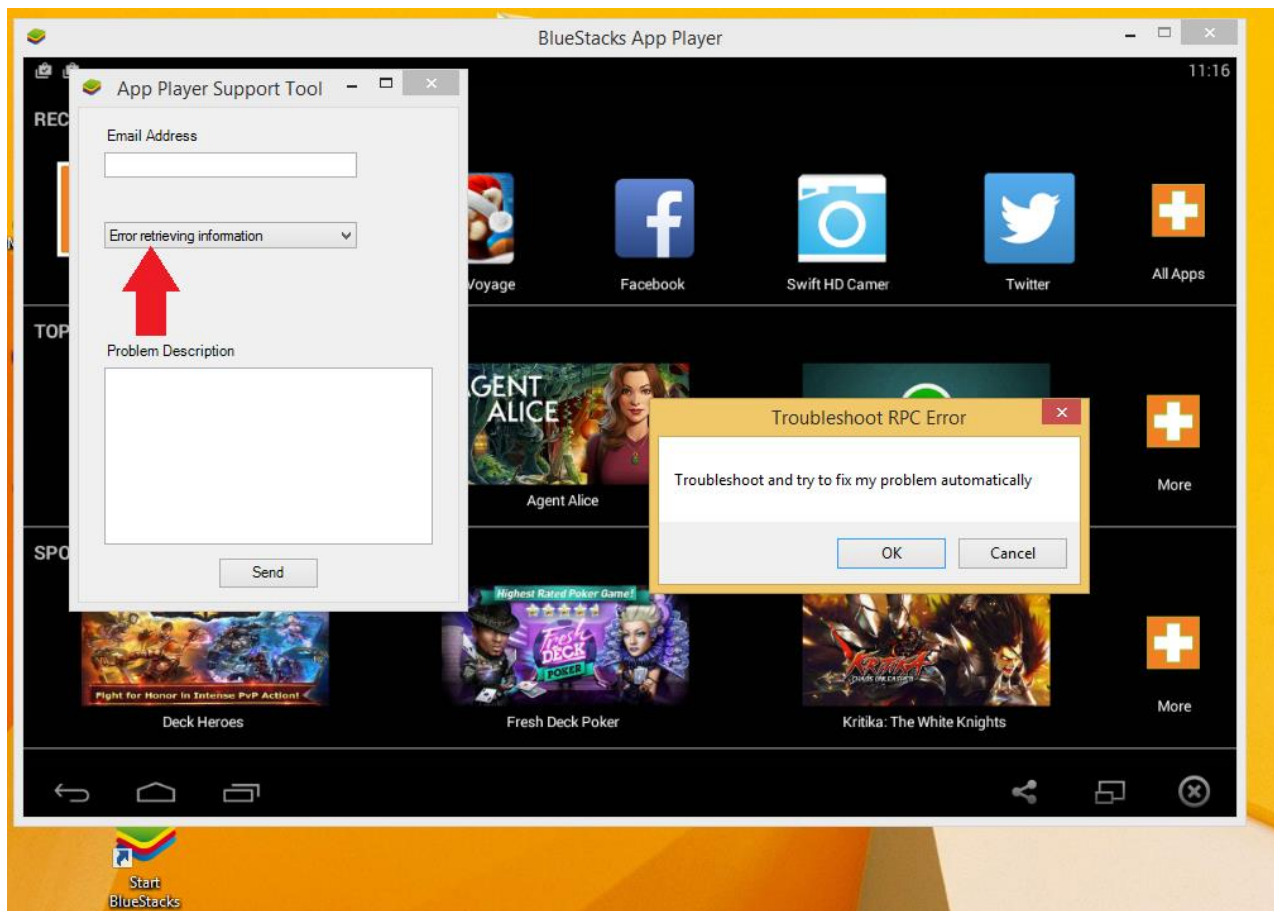 BlueStacks App Player
11:16
App Player Support Tool
REC
Email Address
Error retrieving information
Voyage
Facebook
Swift HD Camer
Twitter
All Apps
TOP
Problem Description
GENT
ALICE
Troubleshoot RPC Error
Troubleshoot and try to fix my problem automatically
OK
Cancel
Agent Alice
More
SPO
Send
Highest Rated Poker Game!
Fresh
DECK
POKER
KRITIKA
Fight for Honor in Intense PvP Action!
Deck Heroes
Fresh Deck Poker
Kritika: The White Knights
More
Start
BlueStacks